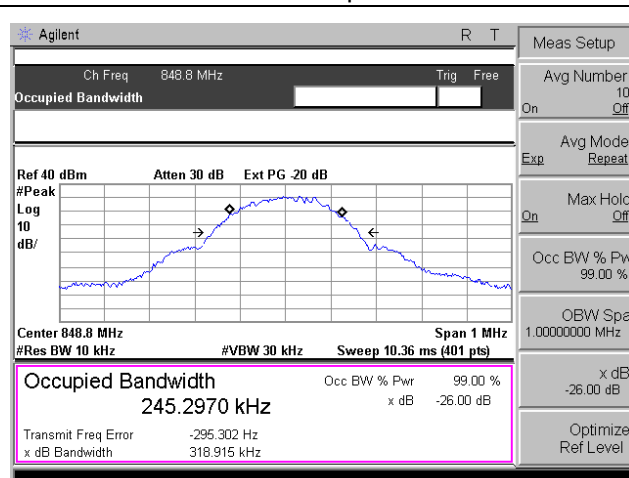 Agilent R T
Ch Freq 848.8 MHz Trig Free
Occupied Bandwidth
Ref 40 dBm Atten 30 dB Ext PG -20 dB
#Peak
Log
10
dB/
Center 848.8 MHz Span 1 MHz
#Res BW 10 kHz #VBW 30 kHz Sweep 10.36 ms (401 pts)
Occupied Bandwidth Occ BW % Pwr 99.00 %
245.2970 kHz x dB -26.00 dB
Transmit Freq Error -295.302 Hz
x dB Bandwidth 318.915 kHz
Meas Setup
Avg Number
10
On Off
Avg Mode
Exp Repeat
Max Hold
On Off
Occ BW % Pw
99.00 %
OBW Spa
1.00000000 MHz
x dB
-26.00 dB
Optimize
Ref Level